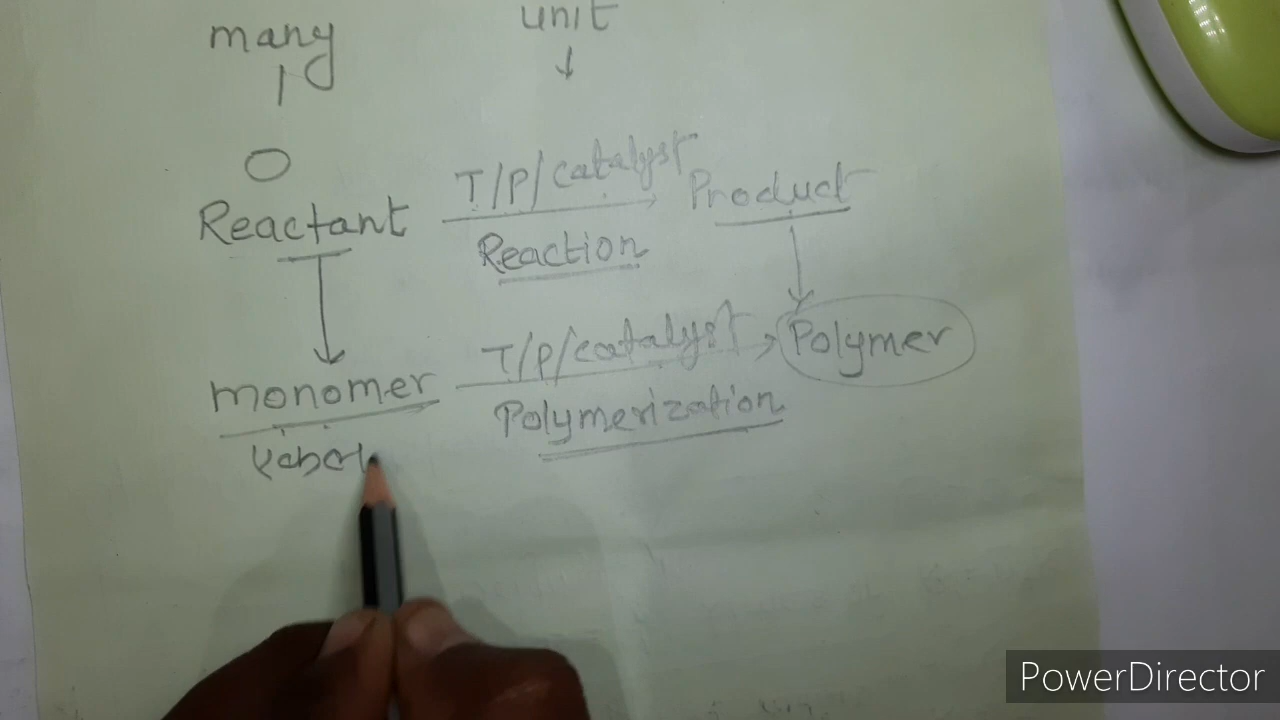 many unit
Reactant T/P/catalyst Product
Reaction
monomer T/P/catalyst Polymer
Polymerization
PowerDirector